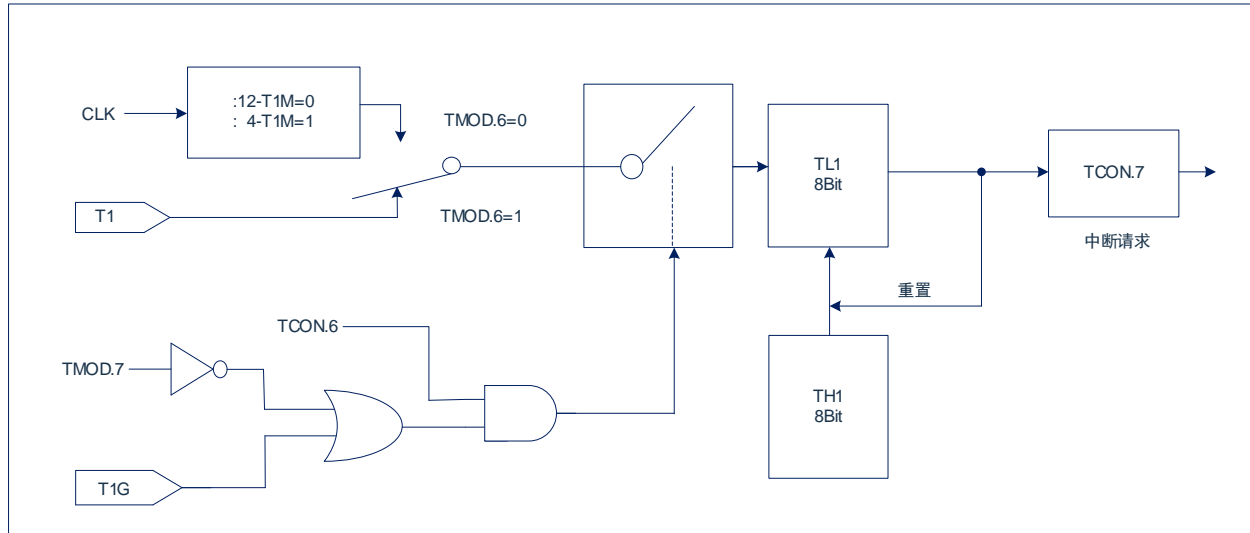 CLK
:12-T1M=0
: 4-T1M=1
TMOD.6=0
T1
TMOD.6=1
TL1
8Bit
TCON.7
中断请求
重置
TCON.6
TMOD.7
TH1
8Bit
T1G